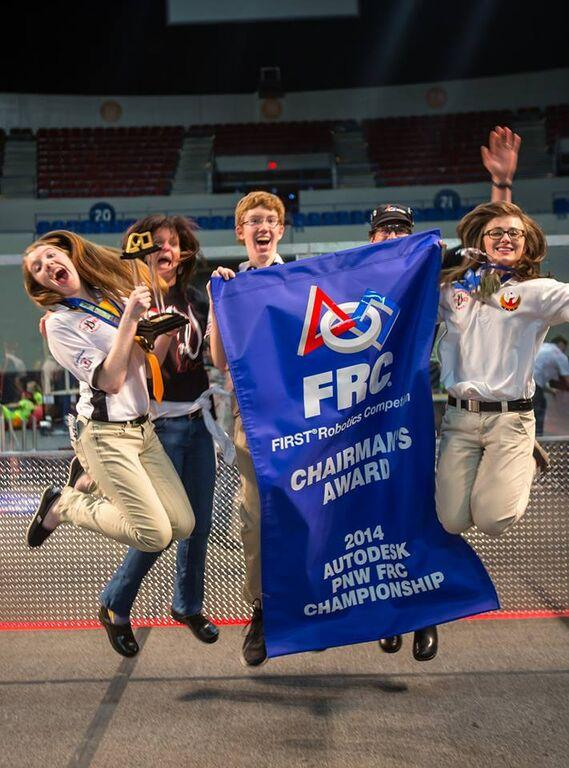 20
21
FRC
FIRST® Robotics Competition
CHAIRMAN'S
AWARD
2014
AUTODESK
PNW FRC
CHAMPIONSHIP